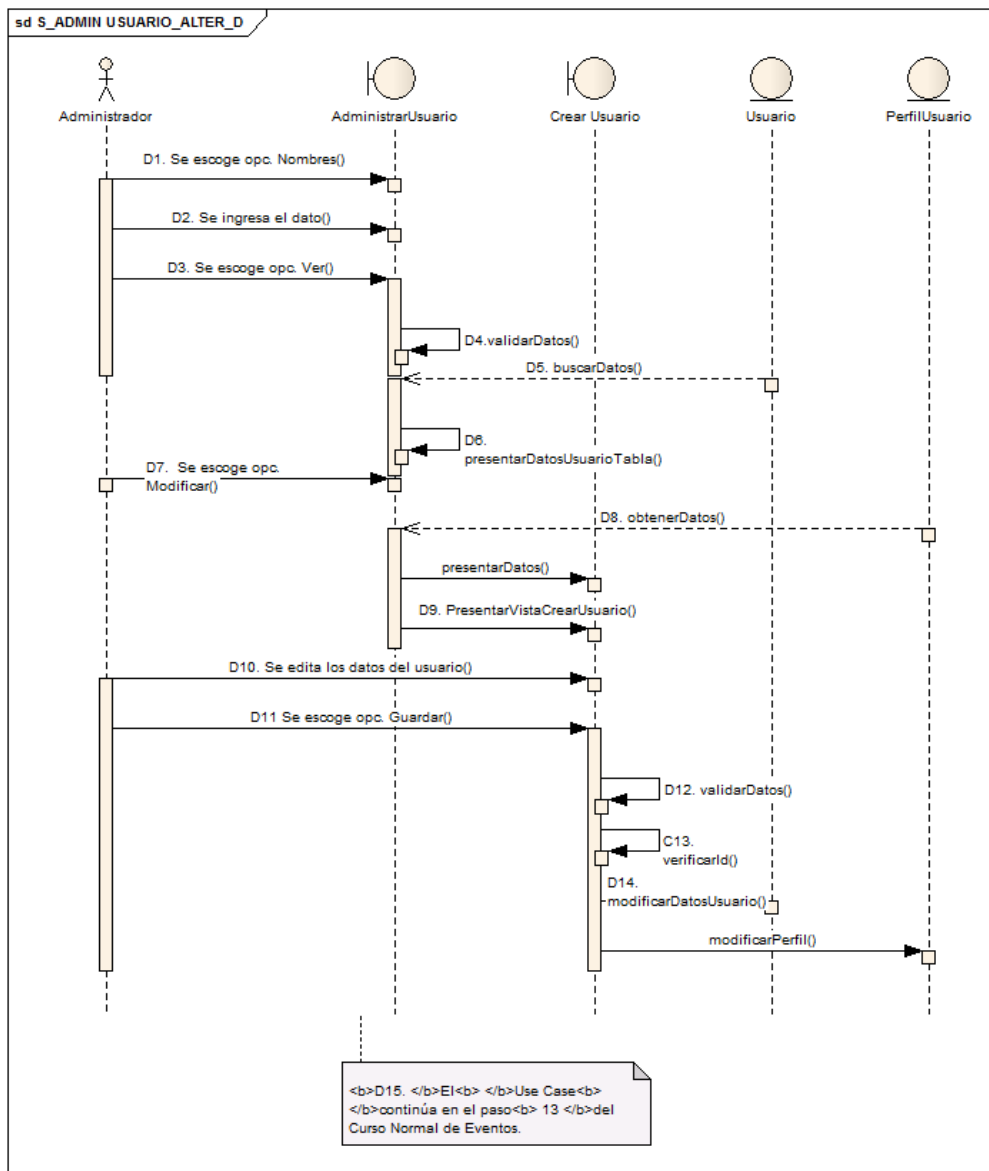 sd S_ADMIN USUARIO_ALTER_D
Administrador
AdministrarUsuario
Crear Usuario
Usuario
PerfilUsuario
D1. Se escoge opc. Nombres()
D2. Se ingresa el dato()
D3. Se escoge opc. Ver()
D4.validarDatos()
D5. buscarDatos()
D6.
presentarDatosUsuarioTabla()
D7. Se escoge opc.
Modificar()
D8. obtenerDatos()
presentarDatos()
D9. PresentarVistaCrearUsuario()
D10. Se edita los datos del usuario()
D11 Se escoge opc. Guardar()
D12. validarDatos()
C13.
verificarId()
D14.
modificarDatosUsuario()
modificarPerfil()
<b>D15. </b>El<b> </b>Use Case<b>
</b>continúa en el paso<b> 13 </b>del
Curso Normal de Eventos.